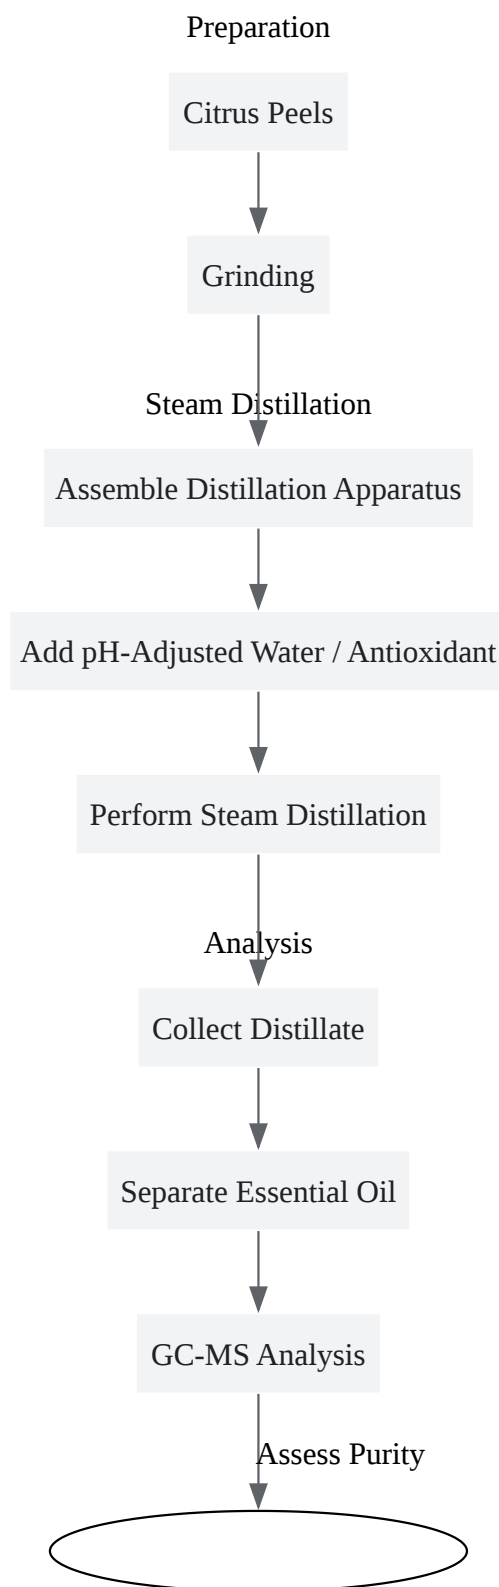 Preparation
Citrus Peels
Grinding
Steam Distillation
Assemble Distillation Apparatus
Add pH-Adjusted Water / Antioxidant
Perform Steam Distillation
Analysis
Collect Distillate
Separate Essential Oil
GC-MS Analysis
Assess Purity